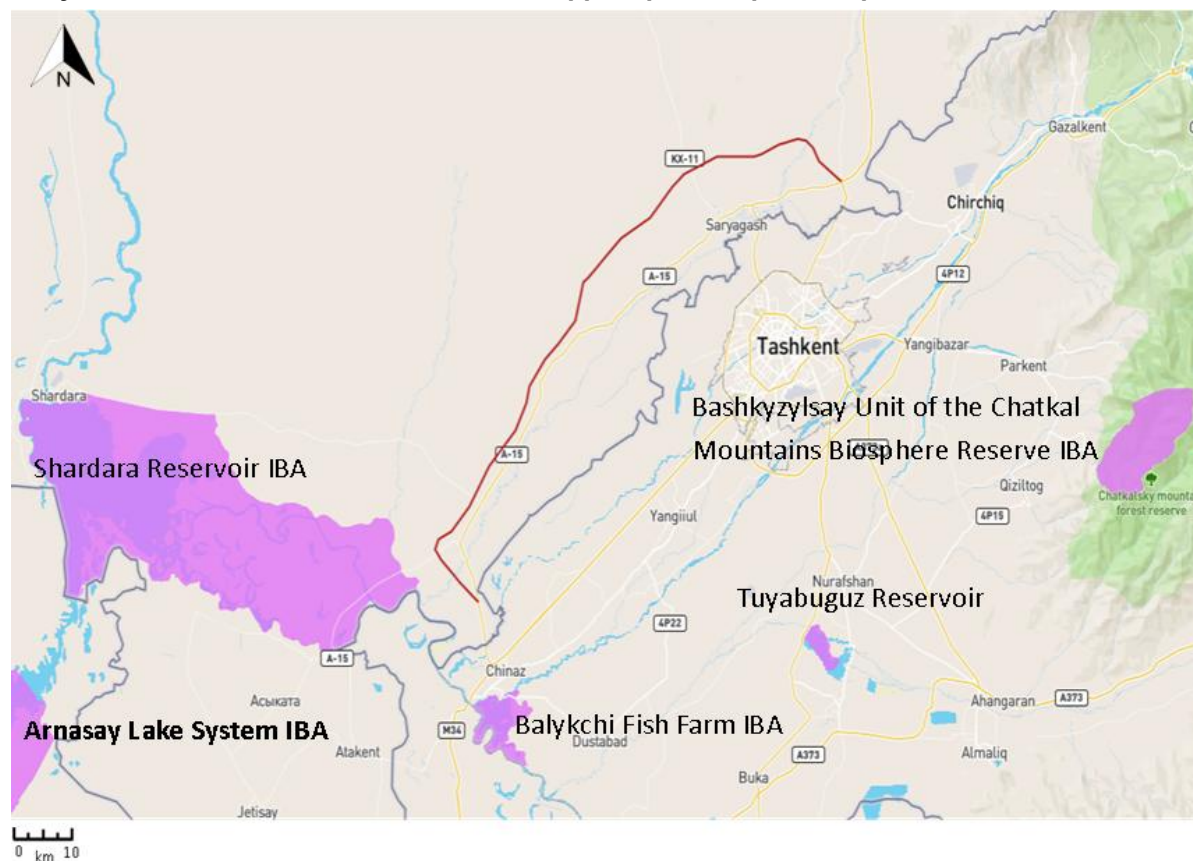 N
Gazalkent
KX-11
Chirchiq
Saryagash
4P12
A-15
Tashkent
Yangibazar
Parkent
Shardara
Bashkyzylsay Unit of the Chatkal
Mountains Biosphere Reserve IBA
Shardara Reservoir IBA
A-15
Qiziltog
Chatkalsky mounta
forest reserve
Yangiiul
4P15
Nurafshan
Tuyabuguz Reservoir
4P22
A-15
Chinaz
Асыката
Ahangaran
A373
Arnasay Lake System IBA
M34
Balykchi Fish Farm IBA
Dustabad
Atakent
A373
Almaliq
Buka
Jetisay
0 km 10